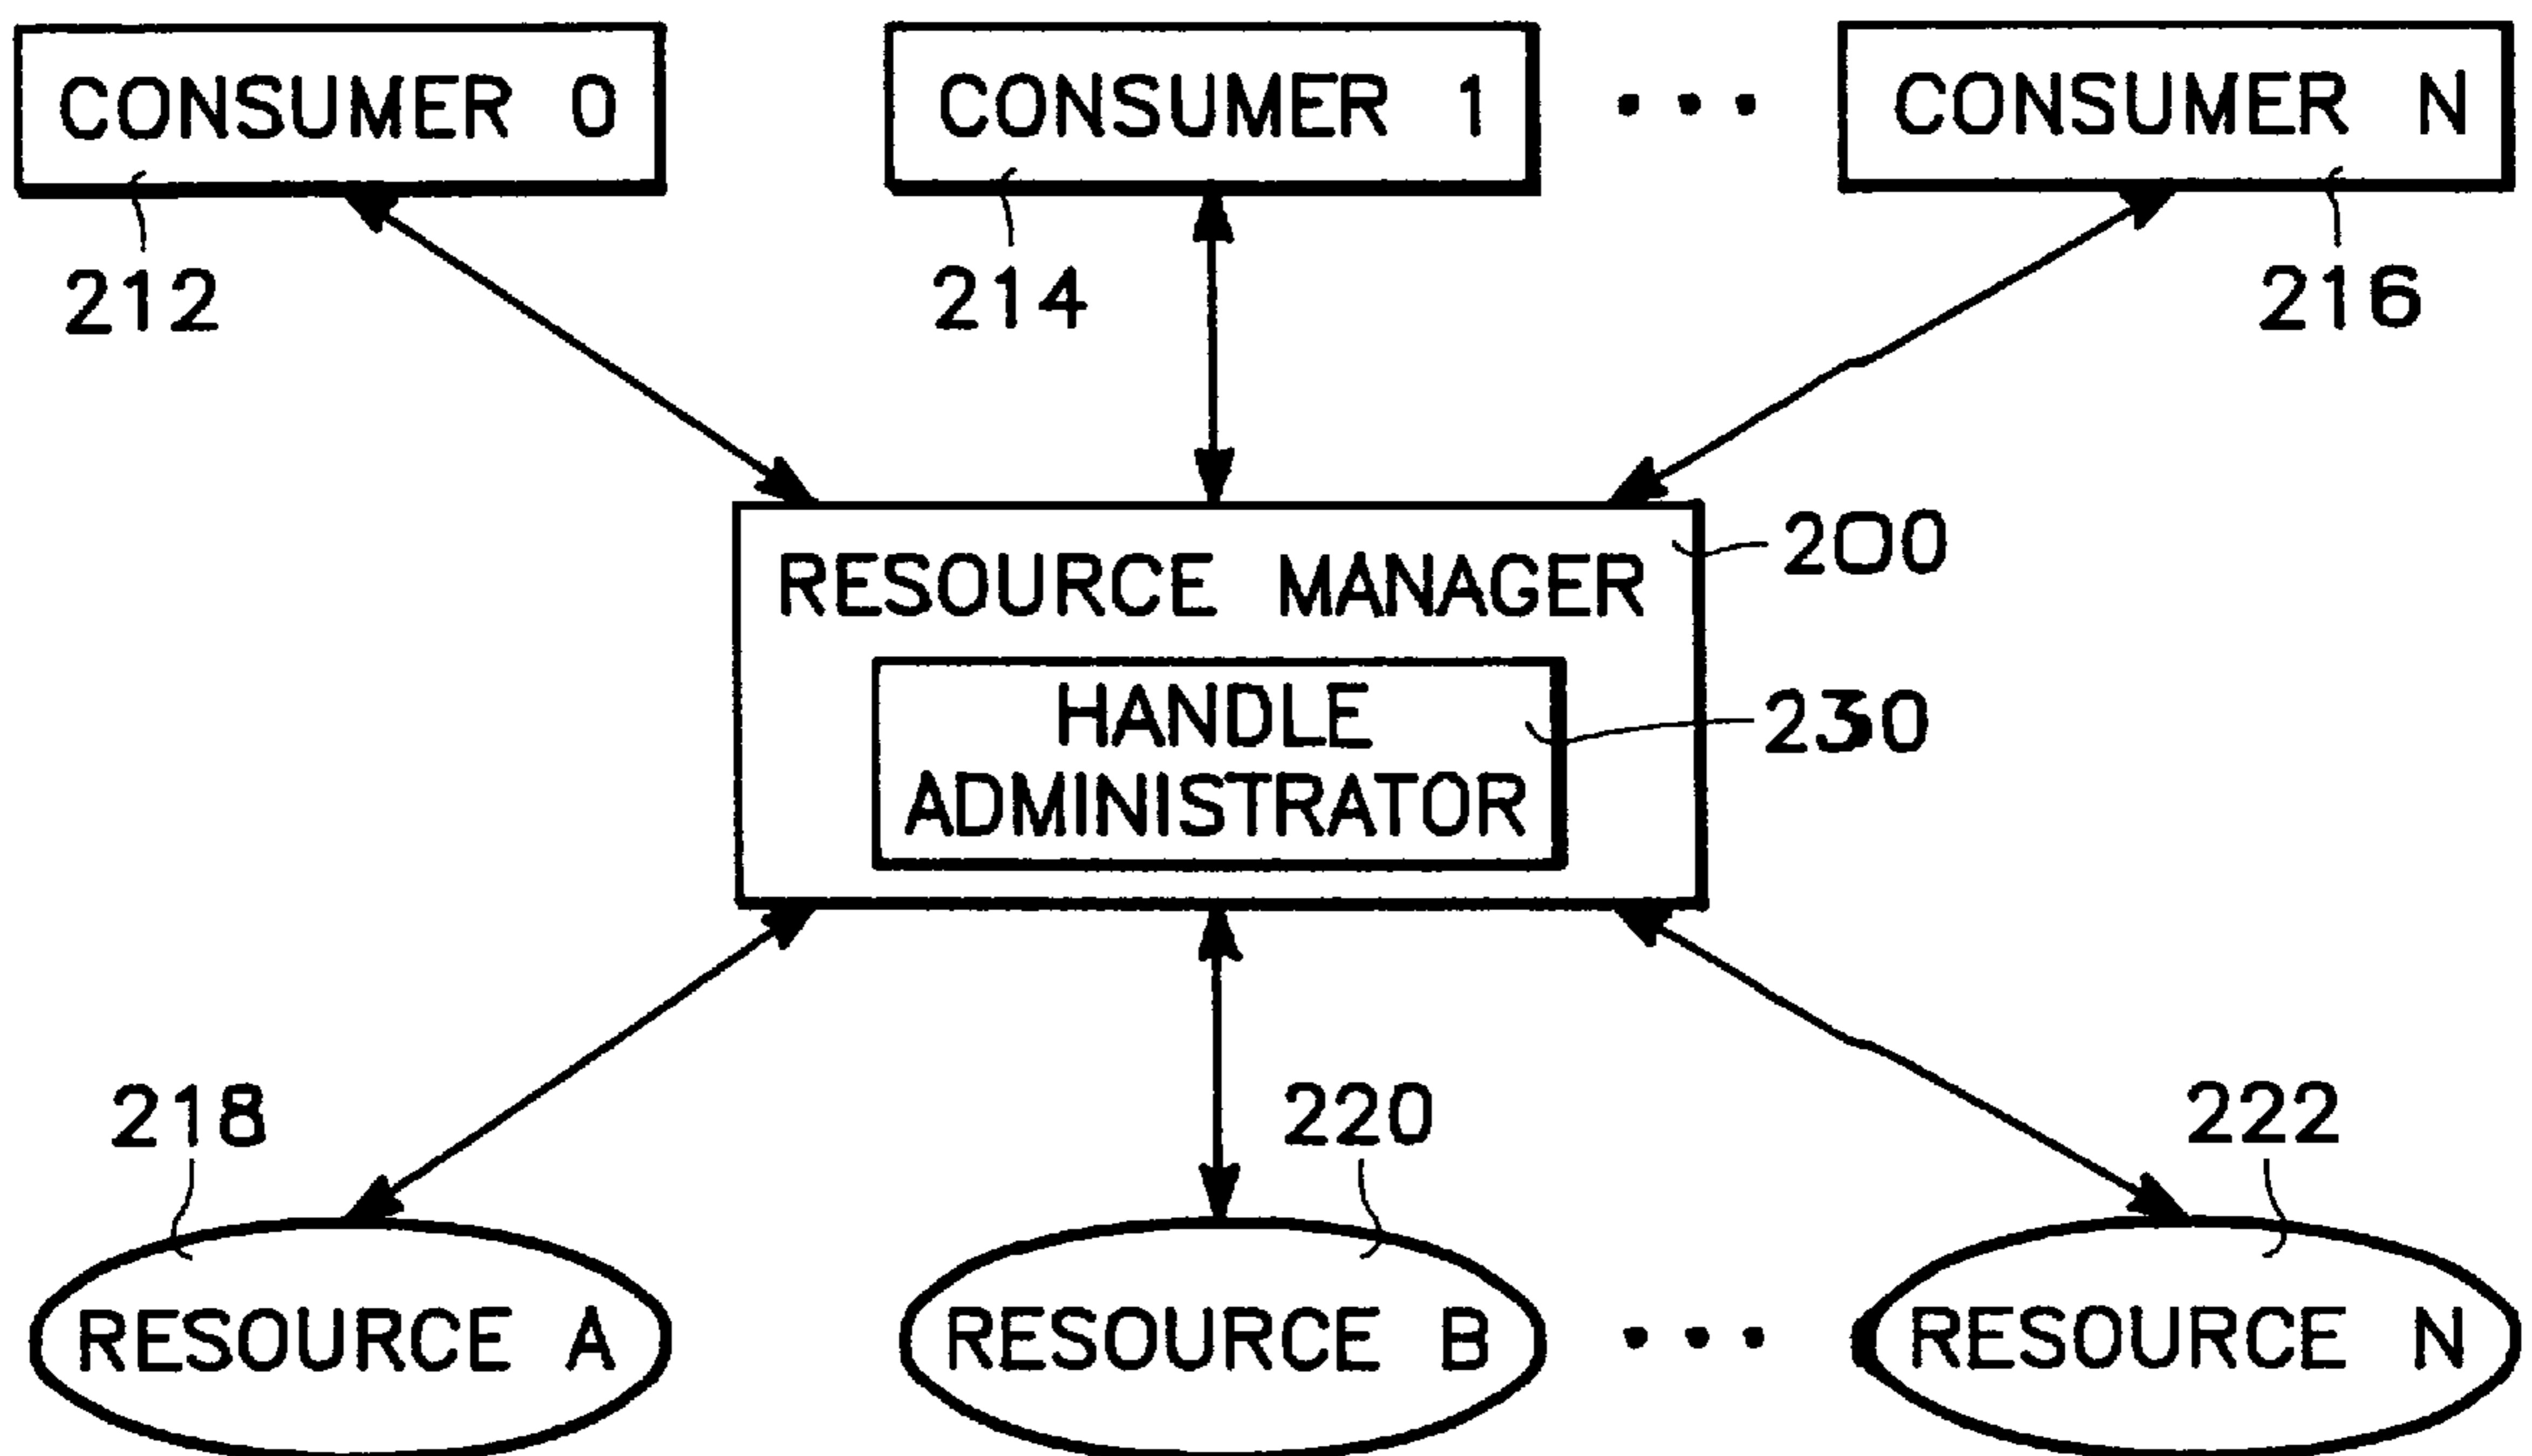 CONSUMER 0
CONSUMER 1
CONSUMER N
212
214
216
RESOURCE MANAGER
200
HANDLE
ADMINISTRATOR
230
218
220
222
RESOURCE A
RESOURCE B
RESOURCE N